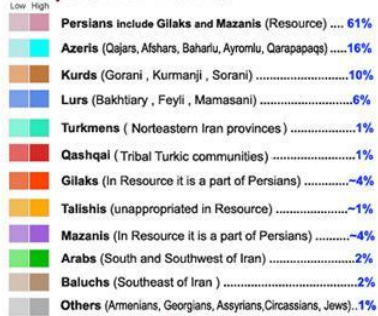 Low High
Persians include Gilaks and Mazanis (Resource) .... 61%
Azeris (Qajars, Afshars, Baharlu, Ayromlu, Qarapapaqs) .....16%
Kurds (Gorani , Kurmanji , Sorani) ............................10%
Lurs (Bakhtiary , Feyli , Mamasani) ............................6%
Turkmens ( Norteastern Iran provinces) ....................1%
Qashqai ( Tribal Turkic communities) .........................1%
Gilaks (In Resource it is a part of Persians) ..............~4%
Talishis (unappropriated in Resource) ......................~1%
Mazanis (In Resource it is a part of Persians) ..........~4%
Arabs (South and Southwest of Iran) .........................2%
Baluchs (Southeast of Iran ) ......................................2%
Others (Armenians, Georgians, Assyrians,Circassians, Jews)..1%